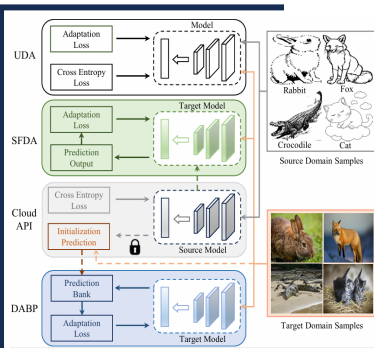 Model
UDA
Adaptation
Loss
Cross Entropy
Loss
Rabbit
Fox
Crocodile
Cat
Source Domain Samples
Target Model
SFDA
Adaptation
Loss
Prediction
Output
Cloud
API
Cross Entropy
Loss
Initialization
Prediction
Source Model
DABP
Prediction
Bank
Adaptation
Loss
Target Model
Target Domain Samples